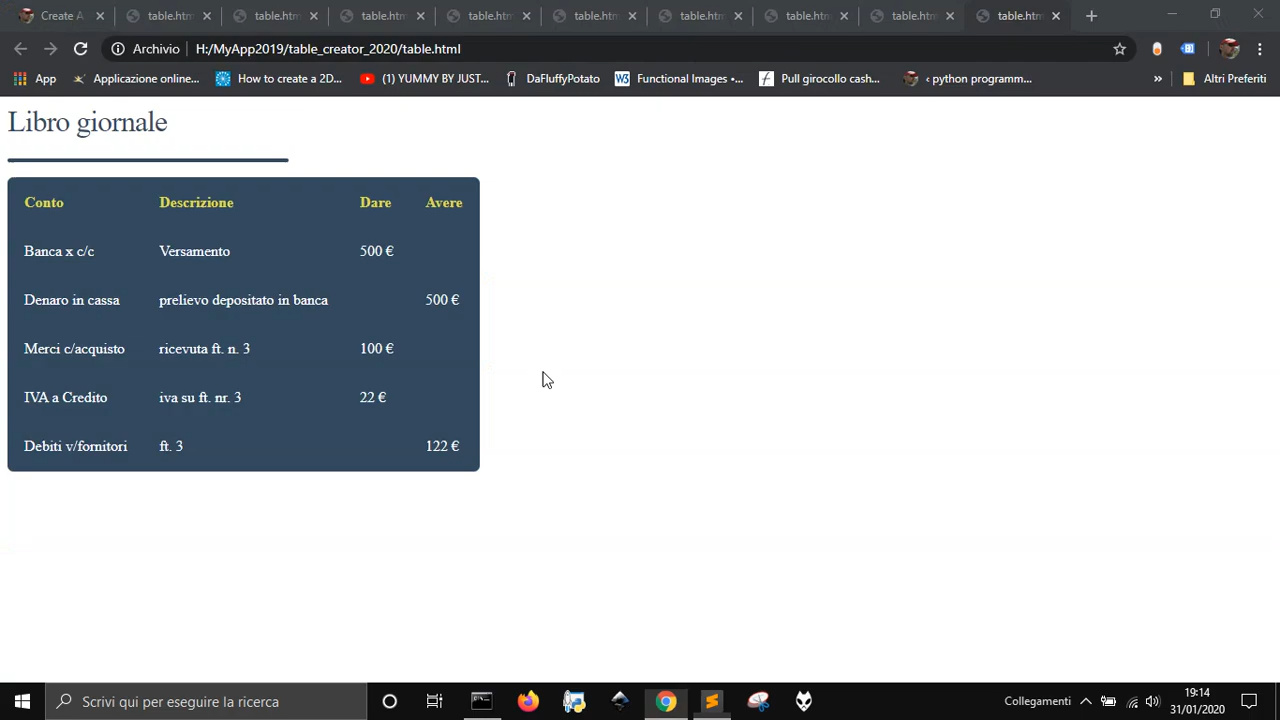 Create A
table.htm
table.htm
table.htm
table.htm
table.htm
table.htm
table.htm
table.htm
table.htm
Archivio
H:/MyApp2019/table_creator_2020/table.html
App
Applicazione online...
How to create a 2D...
(1) YUMMY BY JUST...
DaFluffyPotato
W3
Functional Images •...
Pull girocollo cash...
‹ python programm...
»
Altri Preferiti
Libro giornale
Conto Descrizione Dare Avere
Banca x c/c Versamento 500 €
Denaro in cassa prelievo depositato in banca 500 €
Merci c/acquisto ricevuta ft. n. 3 100 €
IVA a Credito iva su ft. nr. 3 22 €
Debiti v/fornitori ft. 3 122 €
Scrivi qui per eseguire la ricerca
Collegamenti
19:14
31/01/2020